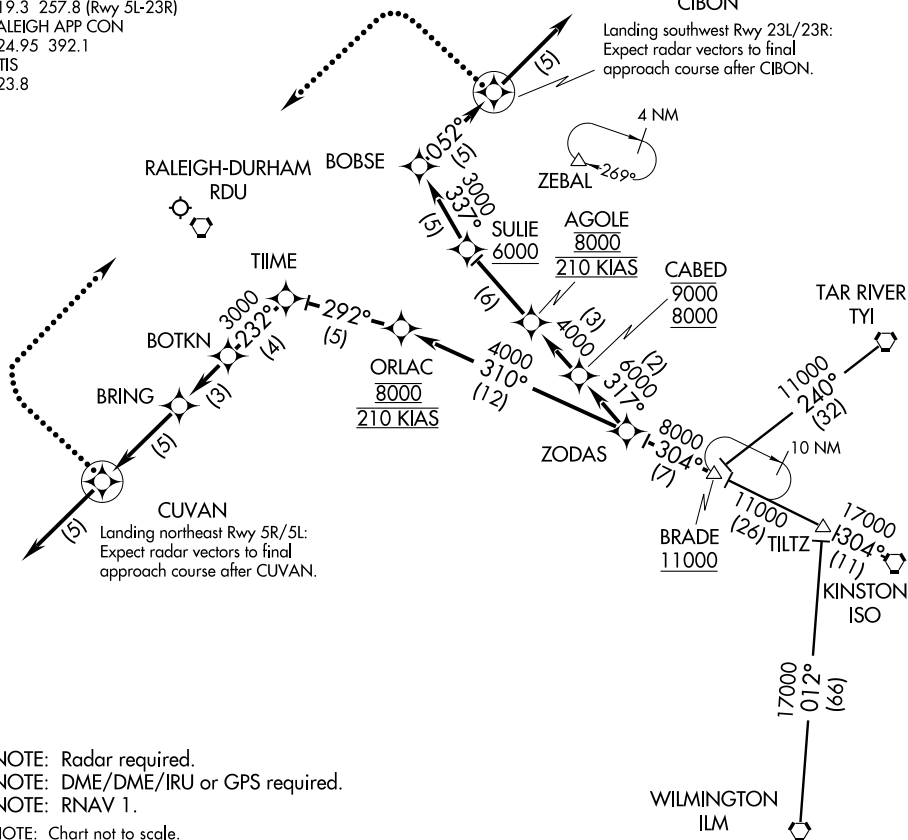 19.3 257.8 (Rwy 5L-23R)
ALEIGH APP CON
24.95 392.1
TIS
23.8
CIBON
Landing southwest Rwy 23L/23R:
Expect radar vectors to final
approach course after CIBON.
(5)
052°
(5)
BOBSE
4 NM
269°
ZEBAL
RALEIGH-DURHAM
RDU
3000
337°
(5)
SULIE
6000
AGOLE
8000
210 KIAS
(6)
CABED
9000
8000
TIIME
3000
232°
(4)
292°
(5)
BOTKN
(3)
ORLAC
8000
210 KIAS
4000
310°
(12)
(3)
4000
(2)
6000
317°
TAR RIVER
TYI
11000
240°
(32)
BRING
(5)
ZODAS
8000
304°
(7)
10 NM
BRADE
11000
11000
(26)
TILTZ
17000
304°
(11)
KINSTON
ISO
CUVAN
Landing northeast Rwy 5R/5L:
Expect radar vectors to final
approach course after CUVAN.
(5)
17000
012°
(66)
WILMINGTON
ILM
NOTE: Radar required.
NOTE: DME/DME/IRU or GPS required.
NOTE: RNAV 1.
NOTE: Chart not to scale.